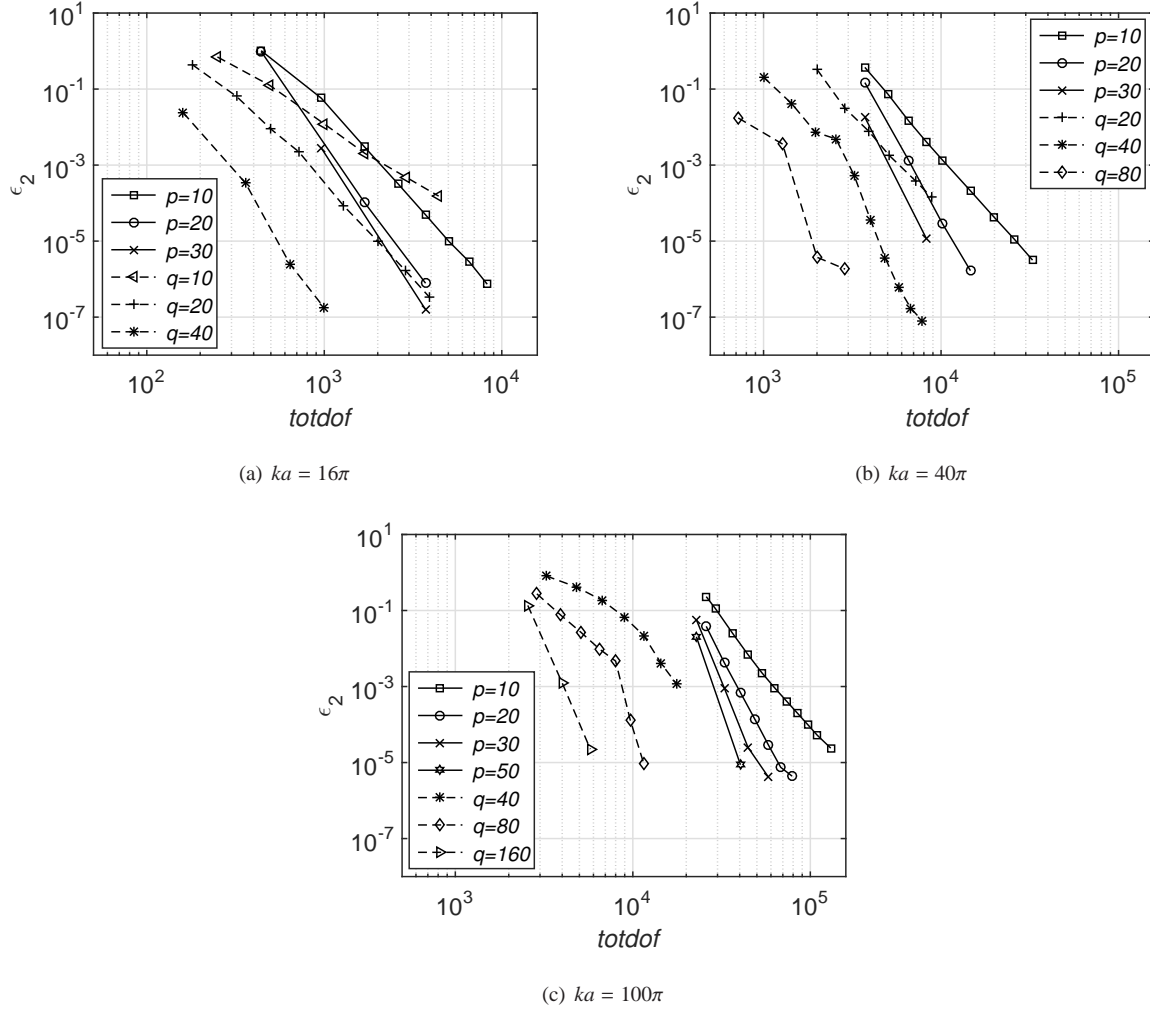 10^1
10^-1
10^-3
10^-5
10^-7
ϵ_2
p=10
p=20
p=30
q=10
q=20
q=40
10^2
10^3
10^4
totdof
(a) ka = 16π
10^1
10^-1
10^-3
10^-5
10^-7
ϵ_2
p=10
p=20
p=30
q=20
q=40
q=80
10^3
10^4
10^5
totdof
(b) ka = 40π
10^1
10^-1
10^-3
10^-5
10^-7
ϵ_2
p=10
p=20
p=30
p=50
q=40
q=80
q=160
10^3
10^4
10^5
totdof
(c) ka = 100π